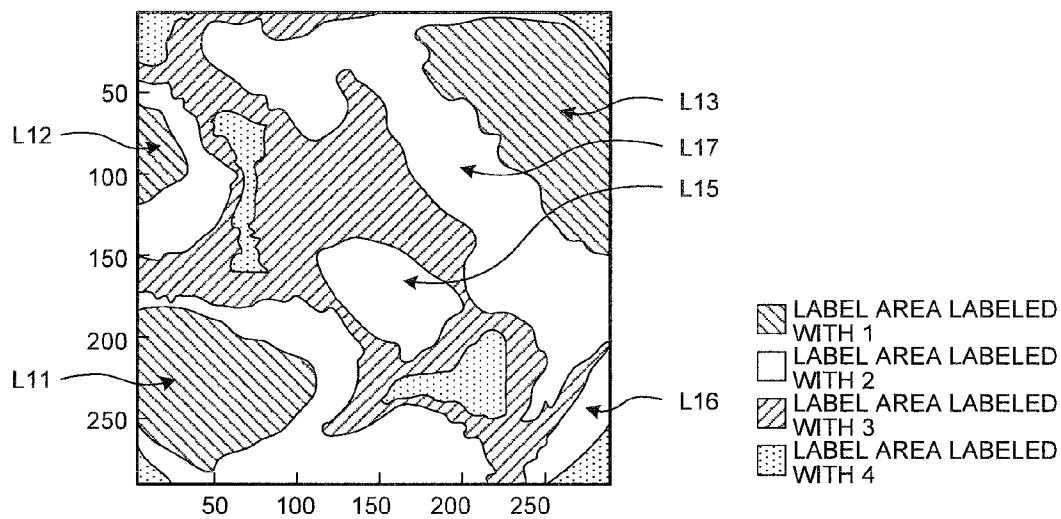 50
100
150
200
250
50
100
150
200
250
L12
L11
L13
L17
L15
L16
LABEL AREA LABELED
WITH 1
LABEL AREA LABELED
WITH 2
LABEL AREA LABELED
WITH 3
LABEL AREA LABELED
WITH 4